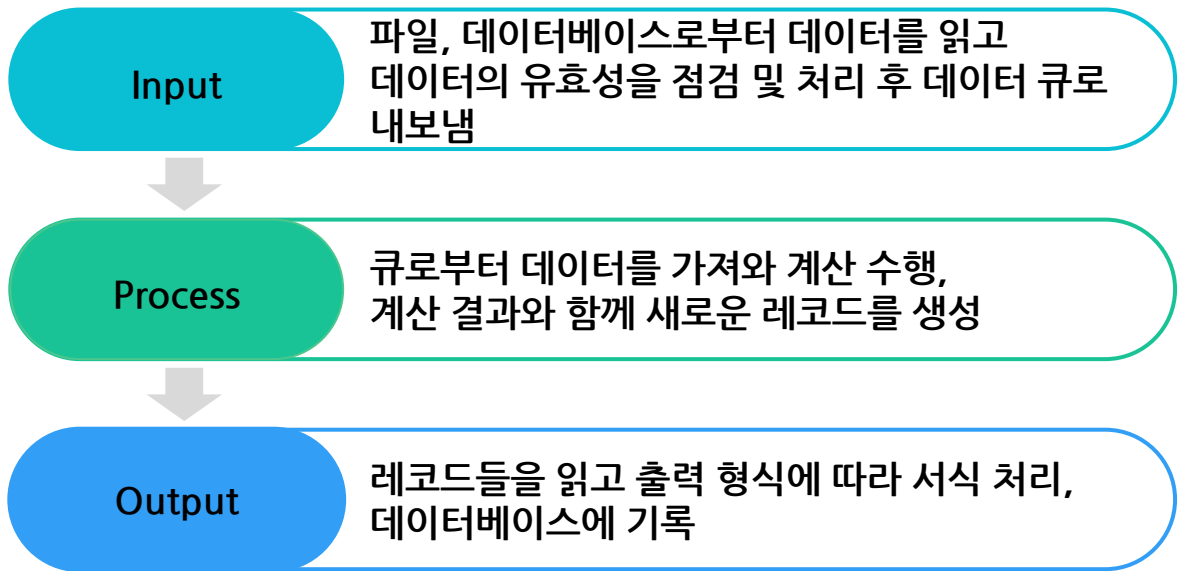 Input
파일, 데이터베이스로부터 데이터를 읽고
데이터의 유효성을 점검 및 처리 후 데이터 큐로
내보냄
Process
큐로부터 데이터를 가져와 계산 수행,
계산 결과와 함께 새로운 레코드를 생성
Output
레코드들을 읽고 출력 형식에 따라 서식 처리,
데이터베이스에 기록